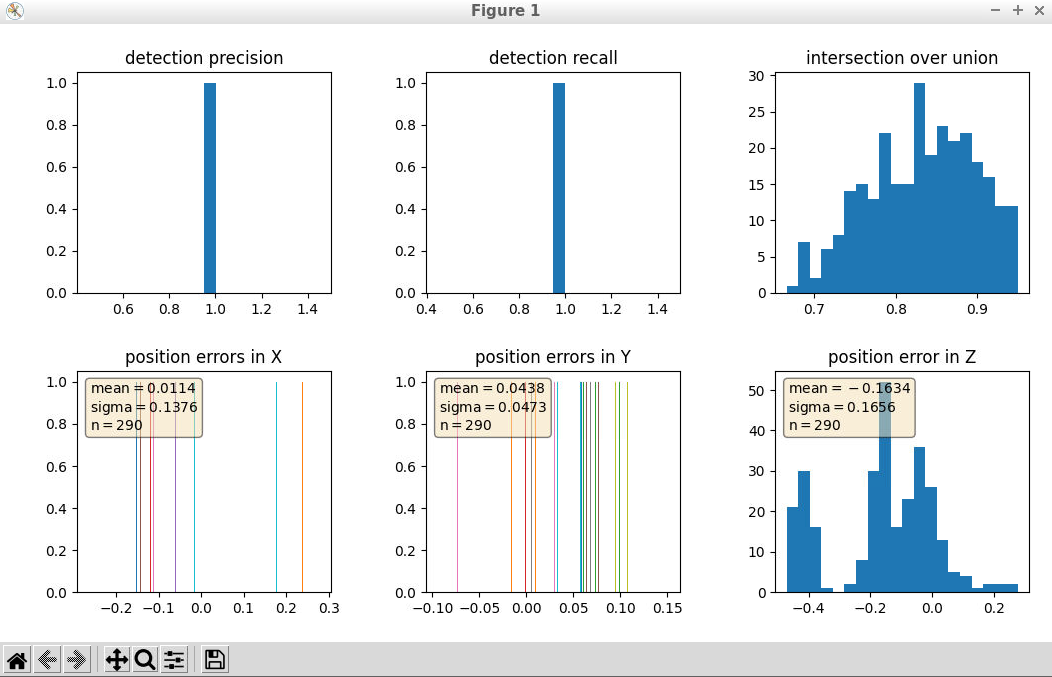 Figure 1
detection precision
1.0
0.8
0.6
0.4
0.2
0.0
0.6 0.8 1.0 1.2 1.4
detection recall
1.0
0.8
0.6
0.4
0.2
0.0
0.4 0.6 0.8 1.0 1.2 1.4
intersection over union
30
25
20
15
10
5
0
0.7 0.8 0.9
position errors in X
1.0
0.8
0.6
0.4
0.2
0.0
mean = 0.0114
sigma = 0.1376
n = 290
−0.2 −0.1 0.0 0.1 0.2 0.3
position errors in Y
1.0
0.8
0.6
0.4
0.2
0.0
mean = 0.0438
sigma = 0.0473
n = 290
−0.10 −0.05 0.00 0.05 0.10 0.15
position error in Z
50
40
30
20
10
0
mean = −0.1634
sigma = 0.1656
n = 290
−0.4 −0.2 0.0 0.2